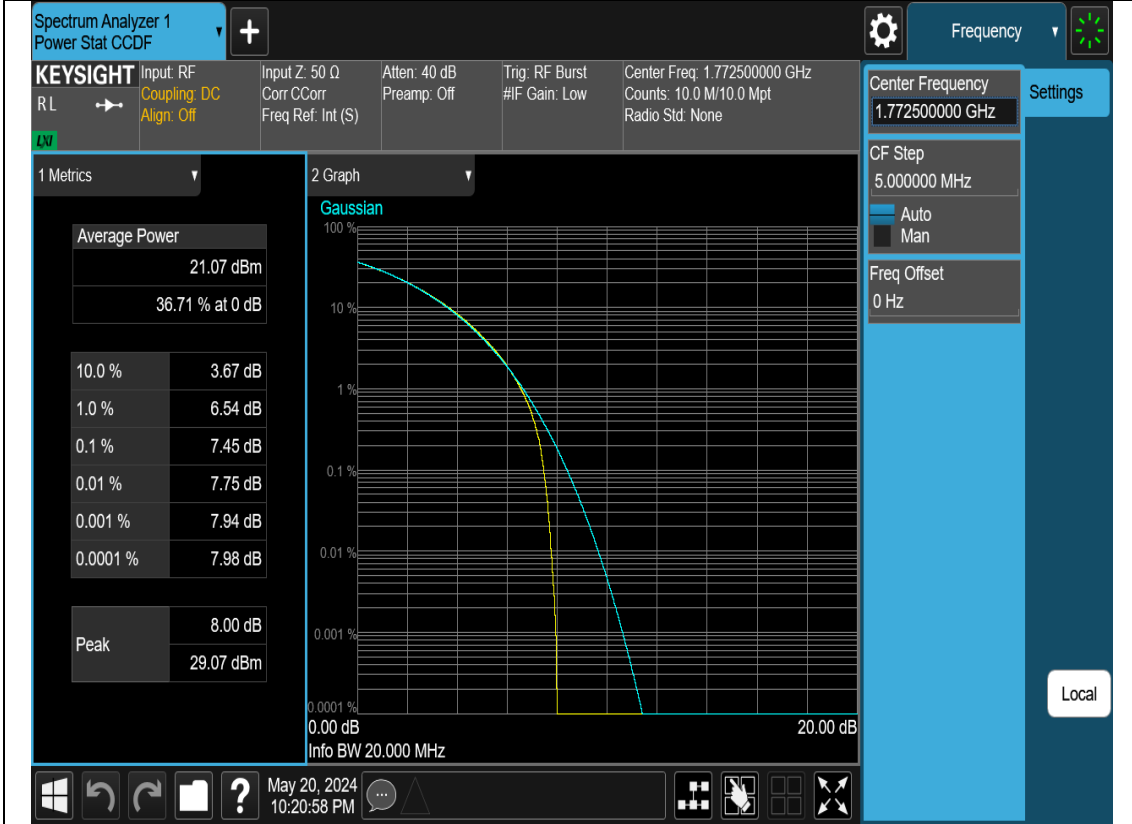 Spectrum Analyzer 1
Power Stat CCDF
Frequency
KEYSIGHT
RL
LXI
Input: RF
Coupling: DC
Align: Off
Input Z: 50 Ω
Corr CCorr
Freq Ref: Int (S)
Atten: 40 dB
Preamp: Off
Trig: RF Burst
#IF Gain: Low
Center Freq: 1.772500000 GHz
Counts: 10.0 M/10.0 Mpt
Radio Std: None
Center Frequency
1.772500000 GHz
Settings
CF Step
5.000000 MHz
Auto
Man
Freq Offset
0 Hz
Local
1 Metrics
Average Power
21.07 dBm
36.71 % at 0 dB
10.0 % 3.67 dB
1.0 % 6.54 dB
0.1 % 7.45 dB
0.01 % 7.75 dB
0.001 % 7.94 dB
0.0001 % 7.98 dB
Peak
8.00 dB
29.07 dBm
2 Graph
Gaussian
100 %
10 %
1 %
0.1 %
0.01 %
0.001 %
0.0001 %
0.00 dB 20.00 dB
Info BW 20.000 MHz
?
May 20, 2024
10:20:58 PM